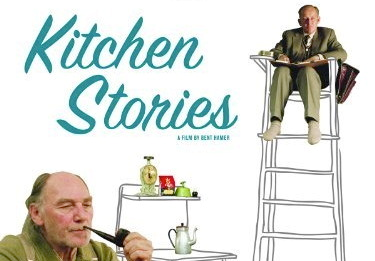 Kitchen
Stories
A FILM BY BENT HAMER